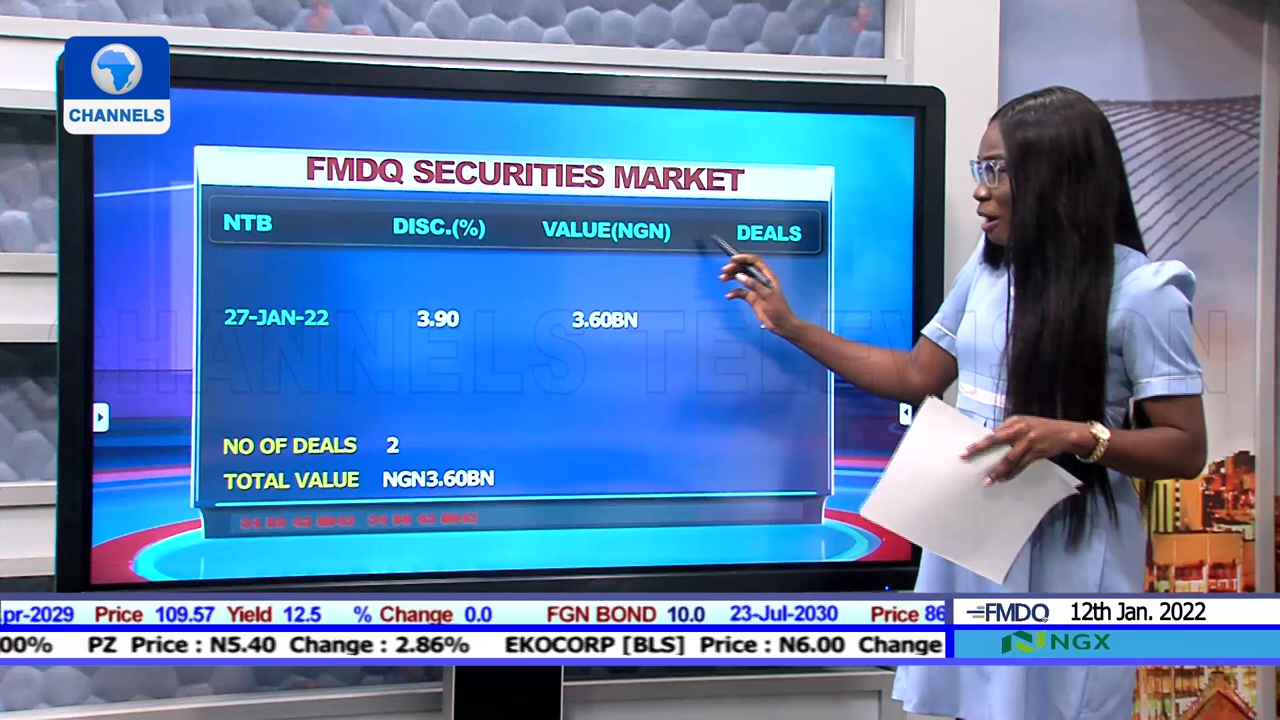 CHANNELS
FMDQ SECURITIES MARKET
NTB DISC.(%) VALUE(NGN) DEALS
27-JAN-22 3.90 3.60BN
CHANNELS TELEVISION
NO OF DEALS 2
TOTAL VALUE NGN3.60BN
pr-2029 Price 109.57 Yield 12.5 % Change 0.0 FGN BOND 10.0 23-Jul-2030 Price 86
FMDQ 12th Jan. 2022
00% PZ Price : N5.40 Change : 2.86% EKOCORP [BLS] Price : N6.00 Change
NGX